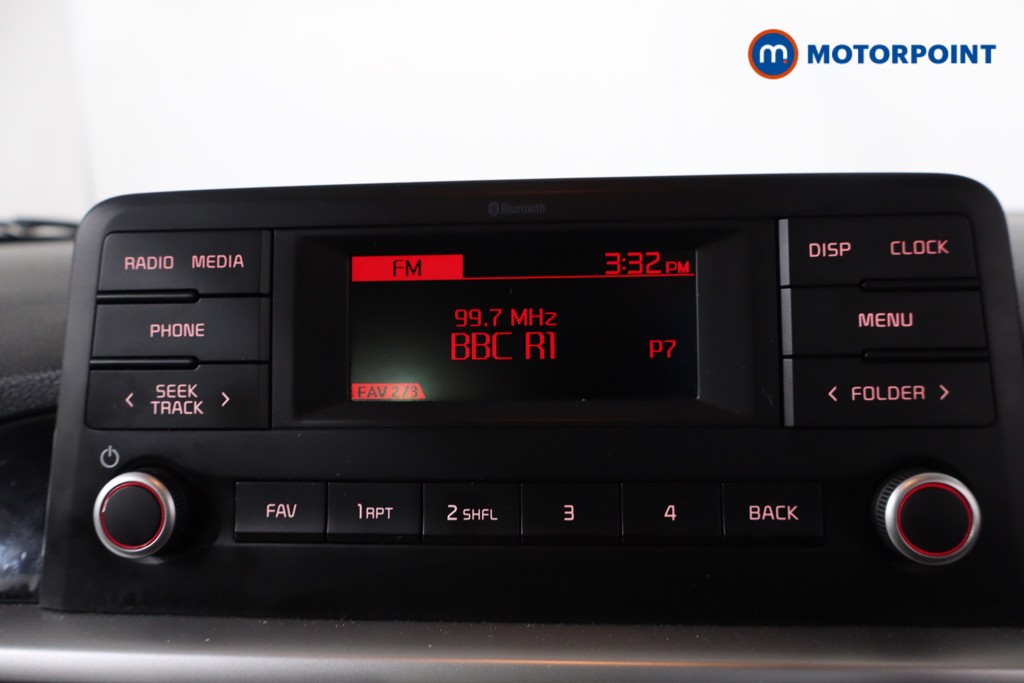 m MOTORPOINT
Bluetooth
RADIO MEDIA
PHONE
< SEEK >
TRACK
FM 3:32 PM
99.7 MHz
BBC R1 P7
FAV 2/3
DISP CLOCK
MENU
< FOLDER >
FAV 1 RPT 2 SHFL 3 4 BACK